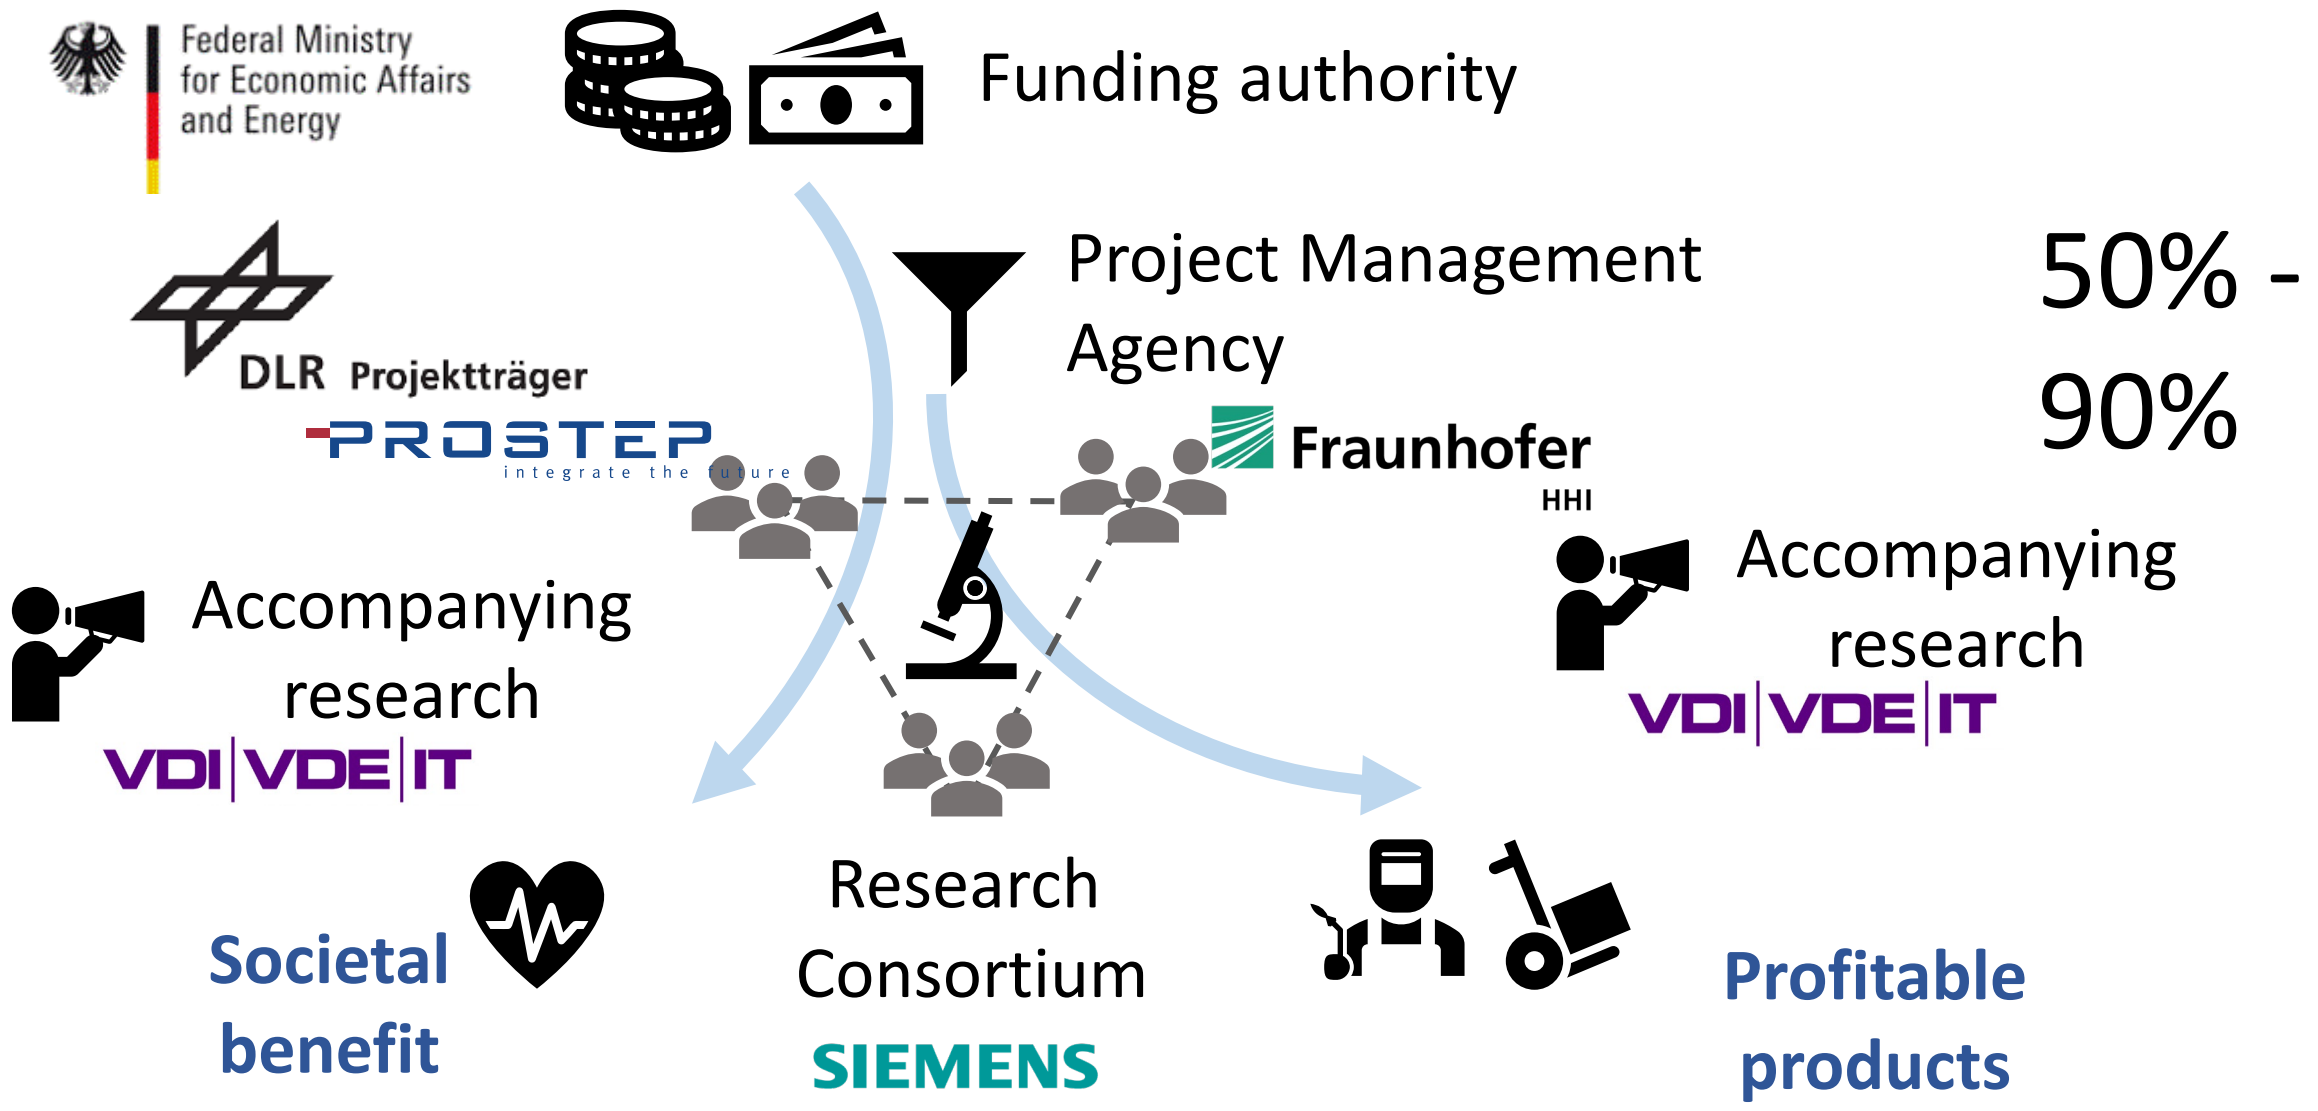 Federal Ministry
for Economic Affairs
and Energy
Funding authority
Project Management
Agency
50% -
90%
DLR Projektträger
PROSTEP
integrate the future
Fraunhofer
HHI
Accompanying
research
VDI|VDE|IT
Accompanying
research
VDI|VDE|IT
Societal
benefit
Research
Consortium
SIEMENS
Profitable
products